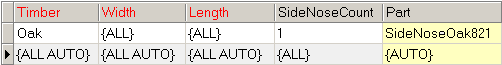 Timber Width Length SideNoseCount Part
Oak {ALL} {ALL} 1 SideNoseOak821
{ALL AUTO} {ALL AUTO} {ALL AUTO} {ALL} {AUTO}